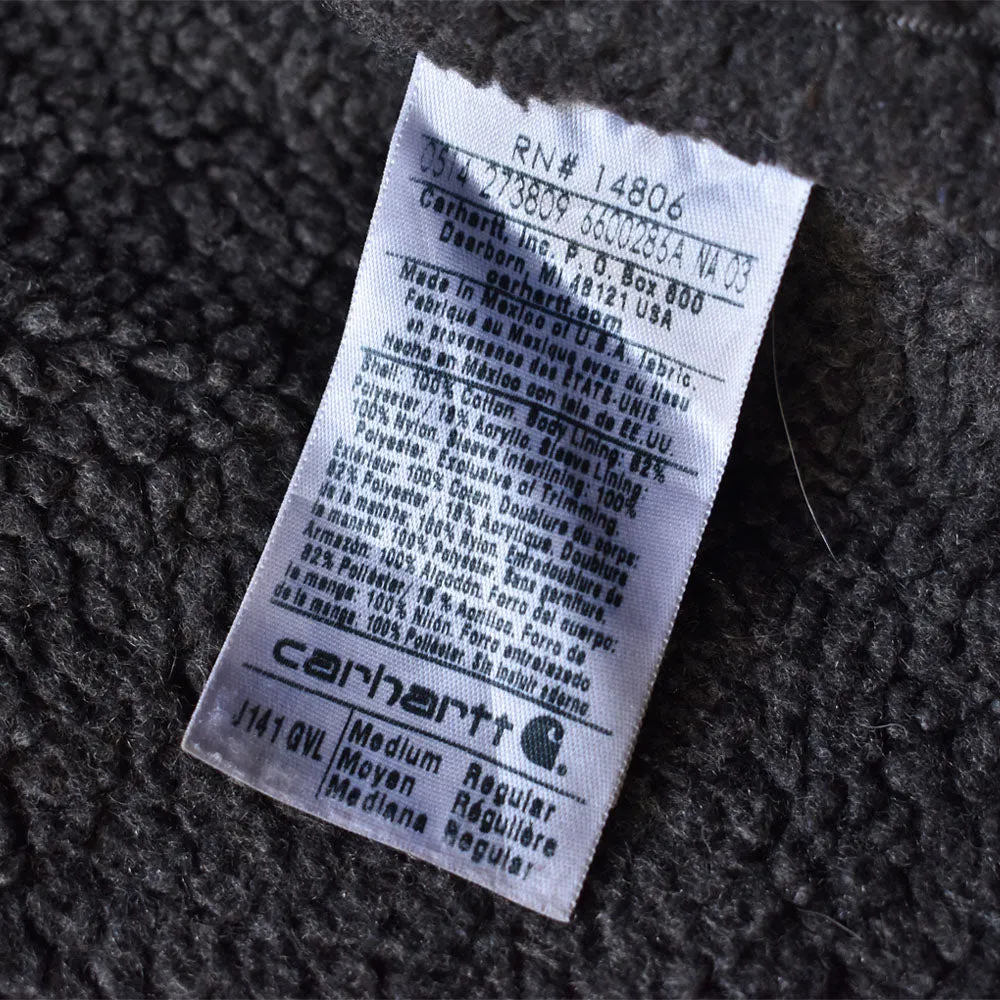 RN# 14806
0514 273809 6600286A VA 03
Carhartt, Inc. P.O. Box 600
Dearborn, MI 48121 USA
carhartt.com
Made in Mexico of U.S.A. fabric.
Fabriqué au Mexique avec du tissu
en provenance des ÉTATS-UNIS
Hecho en México con tela de EE.UU
Shell: 100% Cotton. Body Lining: 82%
Polyester / 18% Acrylic. Sleeve Lining:
100% Nylon. Sleeve Interlining: 100%
Polyester. Exclusive of Trimming
Extérieur: 100% Coton. Doublure du corps:
82% Polyester / 18% Acrylique. Doublure
de la manche, 100% Nylon. Entredoublure de
la manche: 100% Polyester. Sans garniture.
Armazon: 100% Algodón. Forro del cuerpo:
82% Poliéster / 18 % Acrílico. Forro de
la manga: 100% Nilón. Forro entrelazado
de la manga. 100% Poliéster. Sin incluir aderno
carhartt
J141 GVL
Medium Regular
Moyen Régulière
Mediana Regular